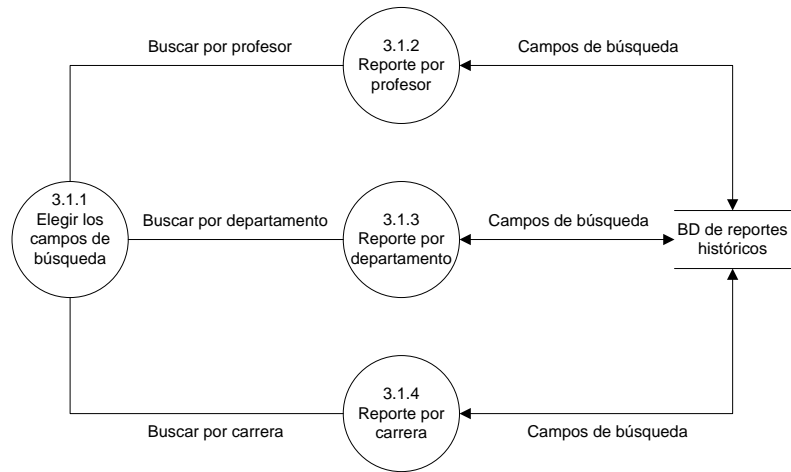 Buscar por profesor
3.1.2
Reporte por
profesor
Campos de búsqueda
3.1.1
Elegir los
campos de
búsqueda
Buscar por departamento
3.1.3
Reporte por
departamento
Campos de búsqueda
BD de reportes
históricos
Buscar por carrera
3.1.4
Reporte por
carrera
Campos de búsqueda